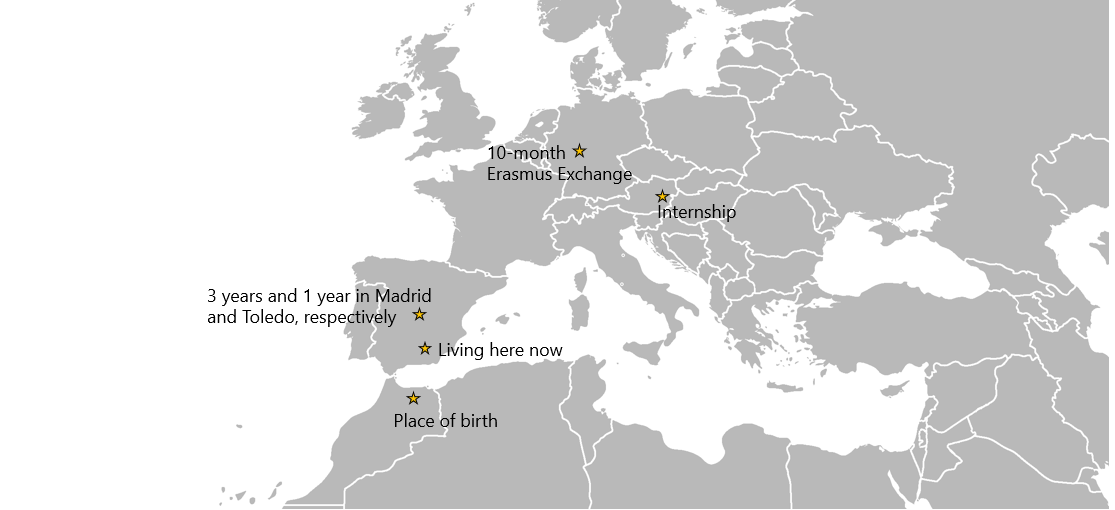 10-month
Erasmus Exchange
Internship
3 years and 1 year in Madrid
and Toledo, respectively
Living here now
Place of birth